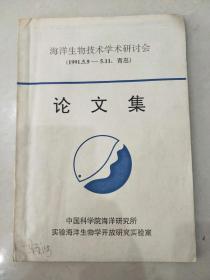 海洋生物技术学术研讨会
(1991.5.9—5.11. 青岛)
论文集
中国科学院海洋研究所
实验海洋生物学开放研究实验室